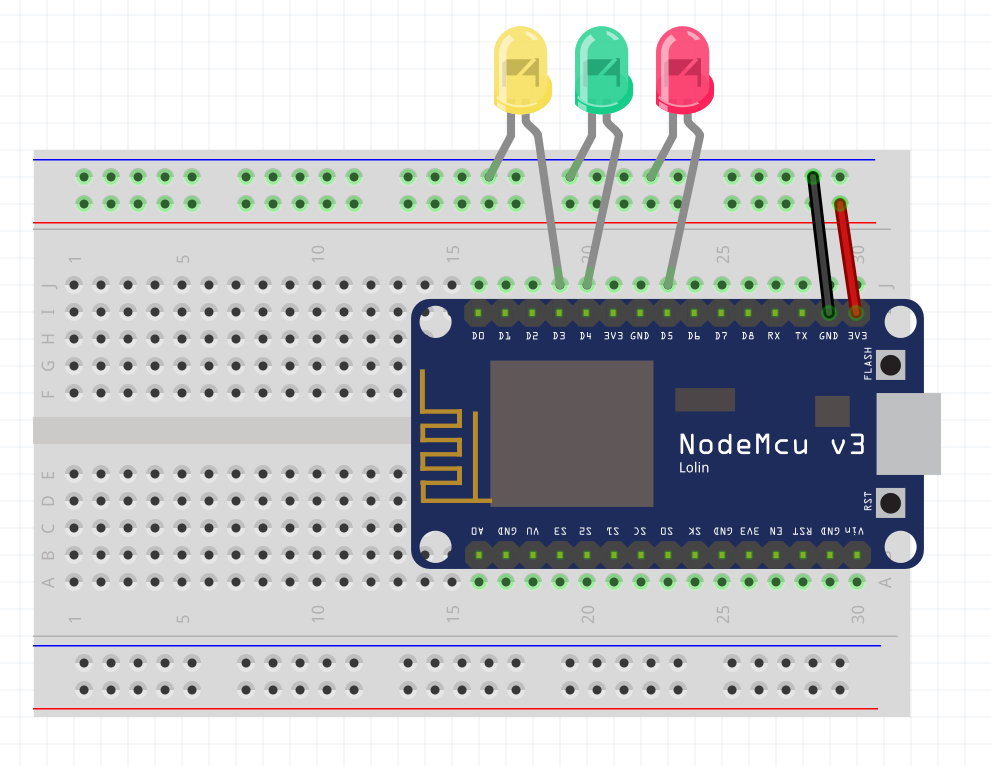 1 5 10 15 20 25 30
J J
I
H
G
F
D0 D1 D2 D3 D4 3V3 GND D5 D6 D7 D8 RX TX GND 3V3
FLASH
NodeMcu v3
Lolin
RST
A0 GND VU S3 S2 S1 SC S0 SK GND 3V3 EN RST GND Vin
E
D
C
B
A A
1 5 10 15 20 25 30